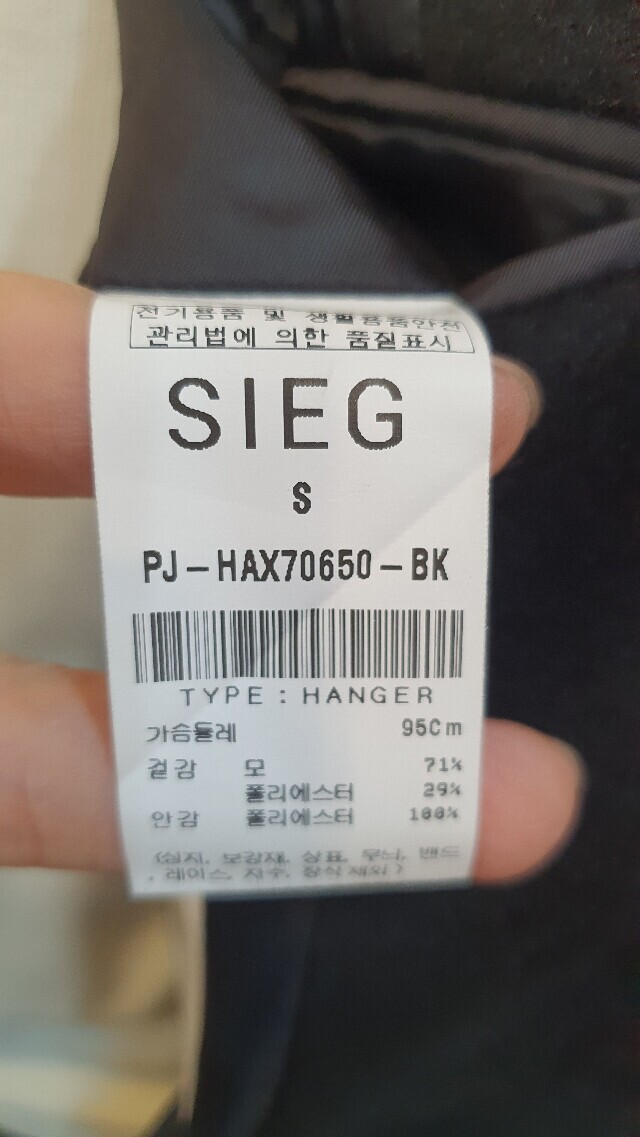 전기용품 및 생활용품안전
관리법에 의한 품질표시
SIEG
S
PJ-HAX70650-BK
TYPE : HANGER
가슴둘레 95Cm
겉감 모 71%
폴리에스터 29%
안감 폴리에스터 100%
(심지, 보강재, 상표, 무늬, 밴드
, 레이스, 자수, 장식제외)